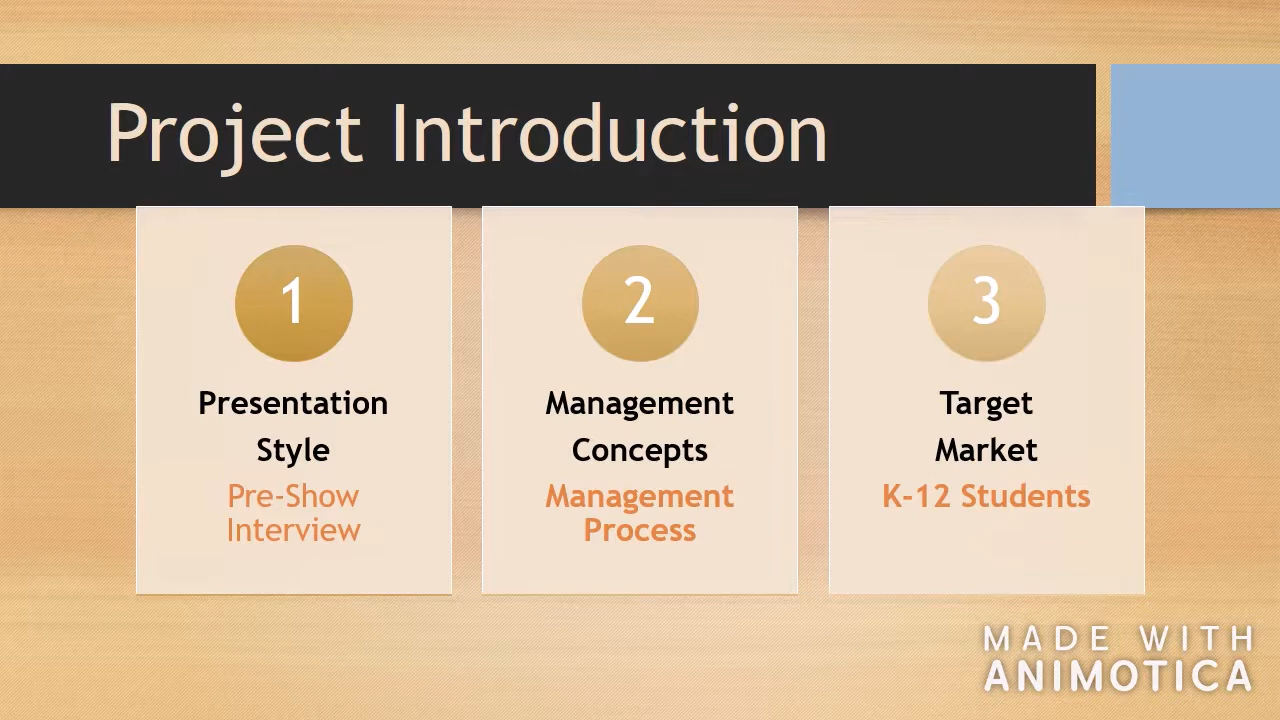 Project Introduction
1
Presentation
Style
Pre-Show
Interview
2
Management
Concepts
Management
Process
3
Target
Market
K-12 Students
MADE WITH
ANIMOTICA